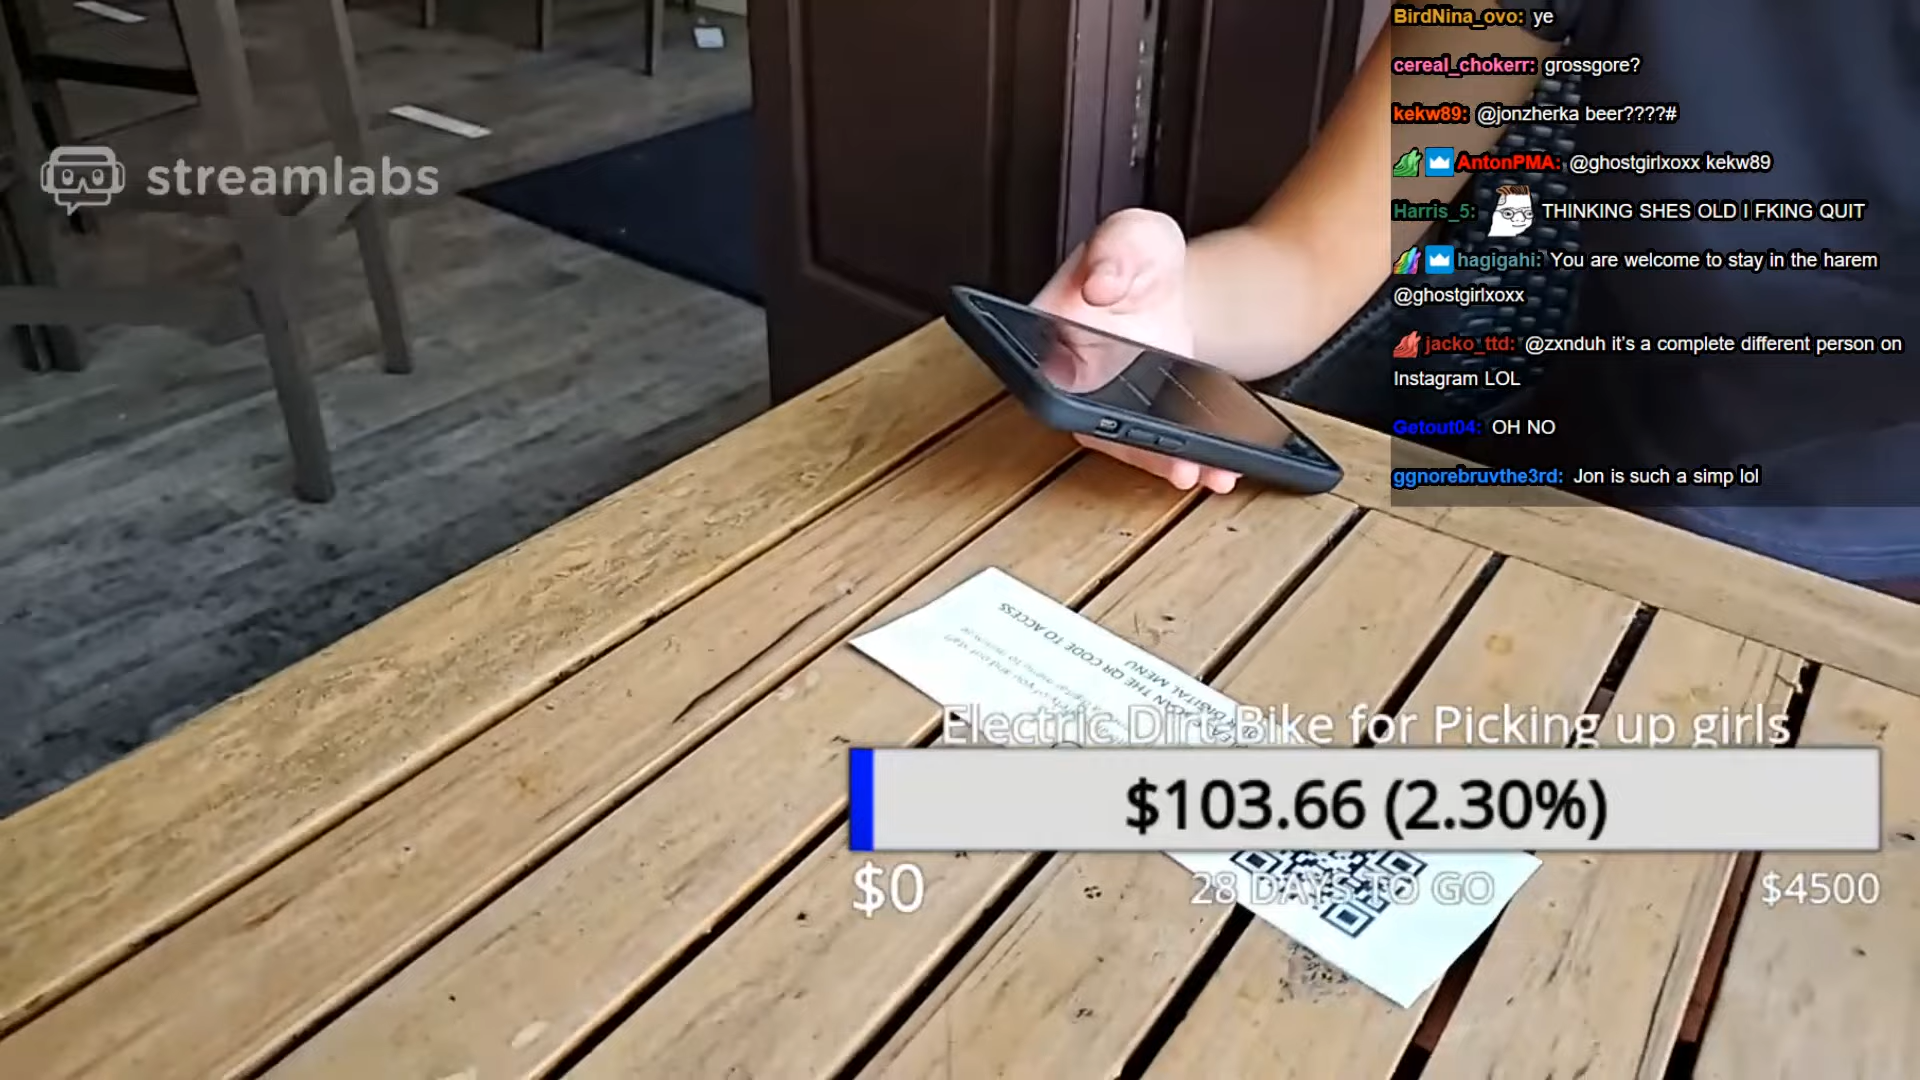 streamlabs
BirdNina_ovo: ye
cereal_chokerr: grossgore?
kekw89: @jonzherka beer????#
AntonPMA: @ghostgirlxoxx kekw89
Harris_5: THINKING SHES OLD I FKING QUIT
hagigahi: You are welcome to stay in the harem
@ghostgirlxoxx
jacko_ttd: @zxnduh it's a complete different person on
Instagram LOL
Getout04: OH NO
ggnorebruvthe3rd: Jon is such a simp lol
SCAN THE QR CODE TO ACCESS
MENU
Electric Dirt Bike for Picking up girls
$103.66 (2.30%)
$0
28 DAYS TO GO
$4500